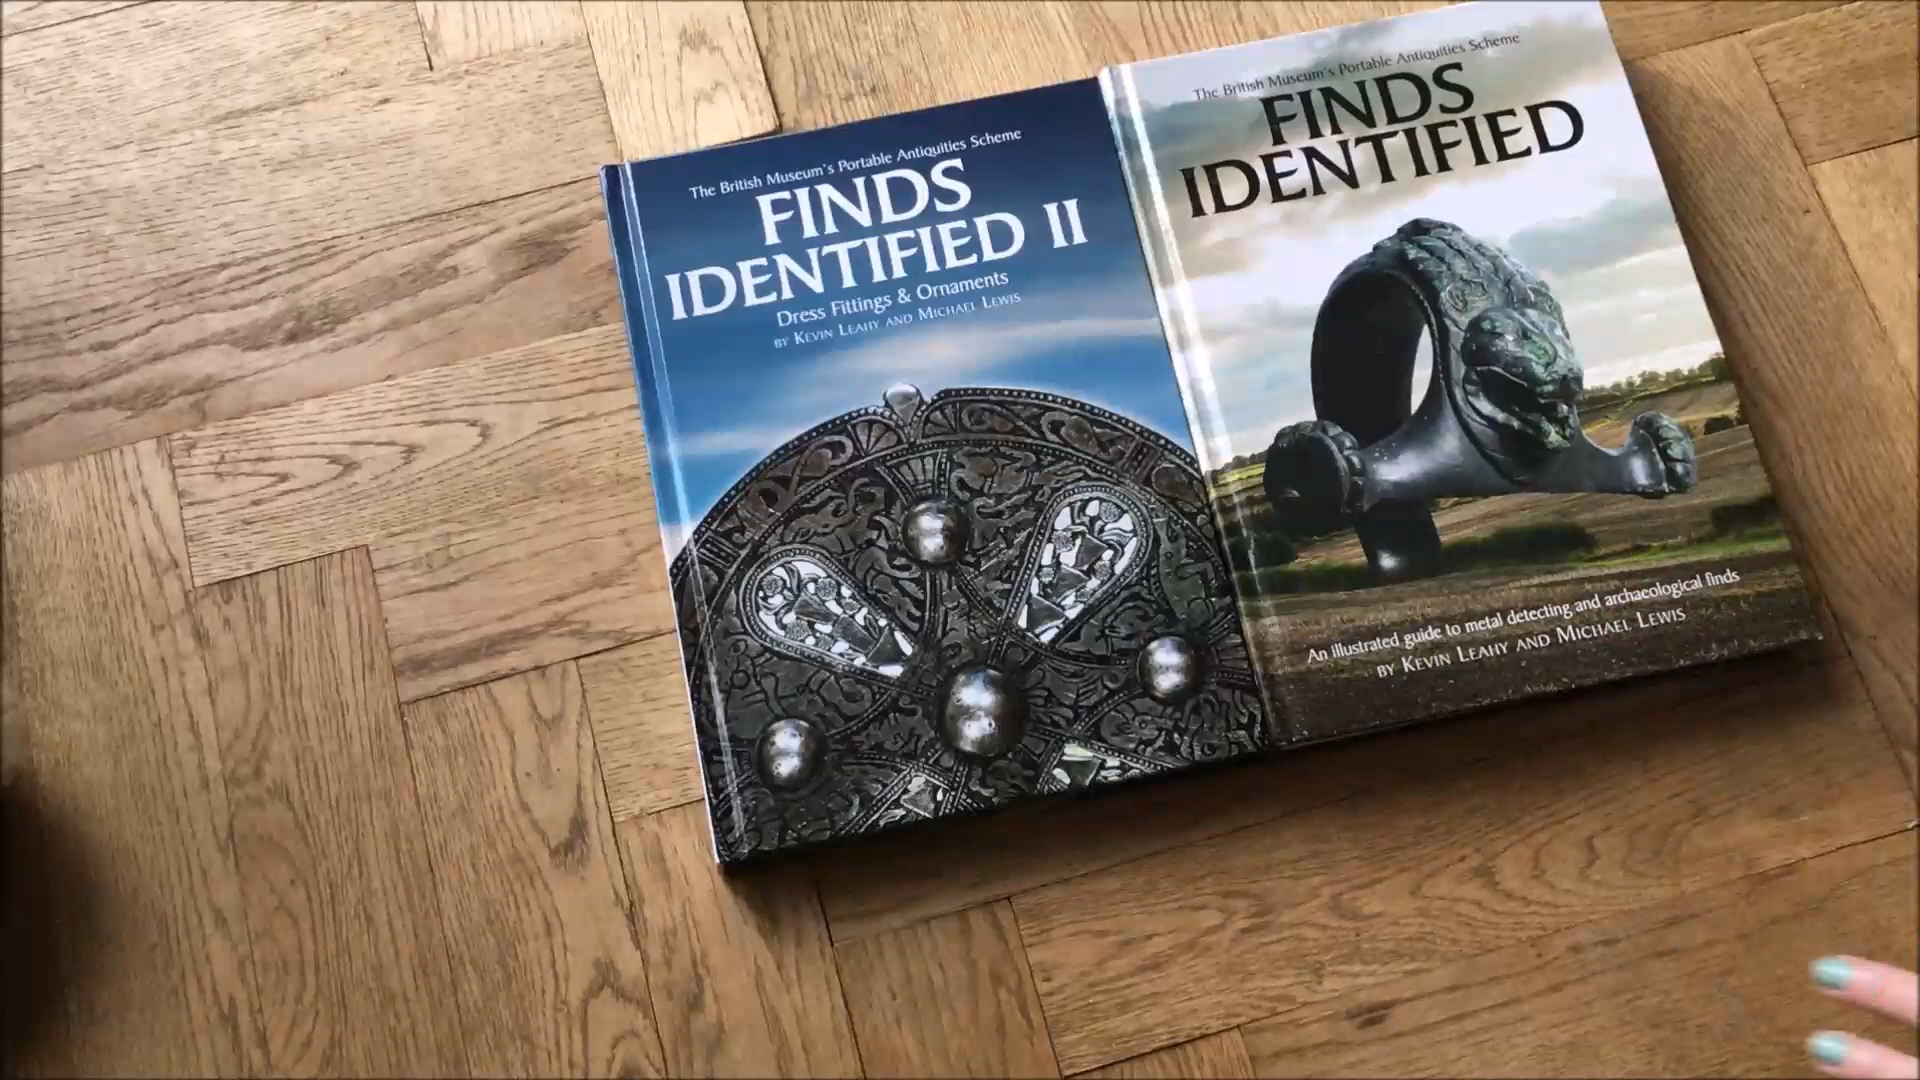 The British Museum's Portable Antiquities Scheme
FINDS
IDENTIFIED II
Dress Fittings & Ornaments
BY KEVIN LEAHY AND MICHAEL LEWIS
The British Museum's Portable Antiquities Scheme
FINDS
IDENTIFIED
An illustrated guide to metal detecting and archaeological finds
BY KEVIN LEAHY AND MICHAEL LEWIS